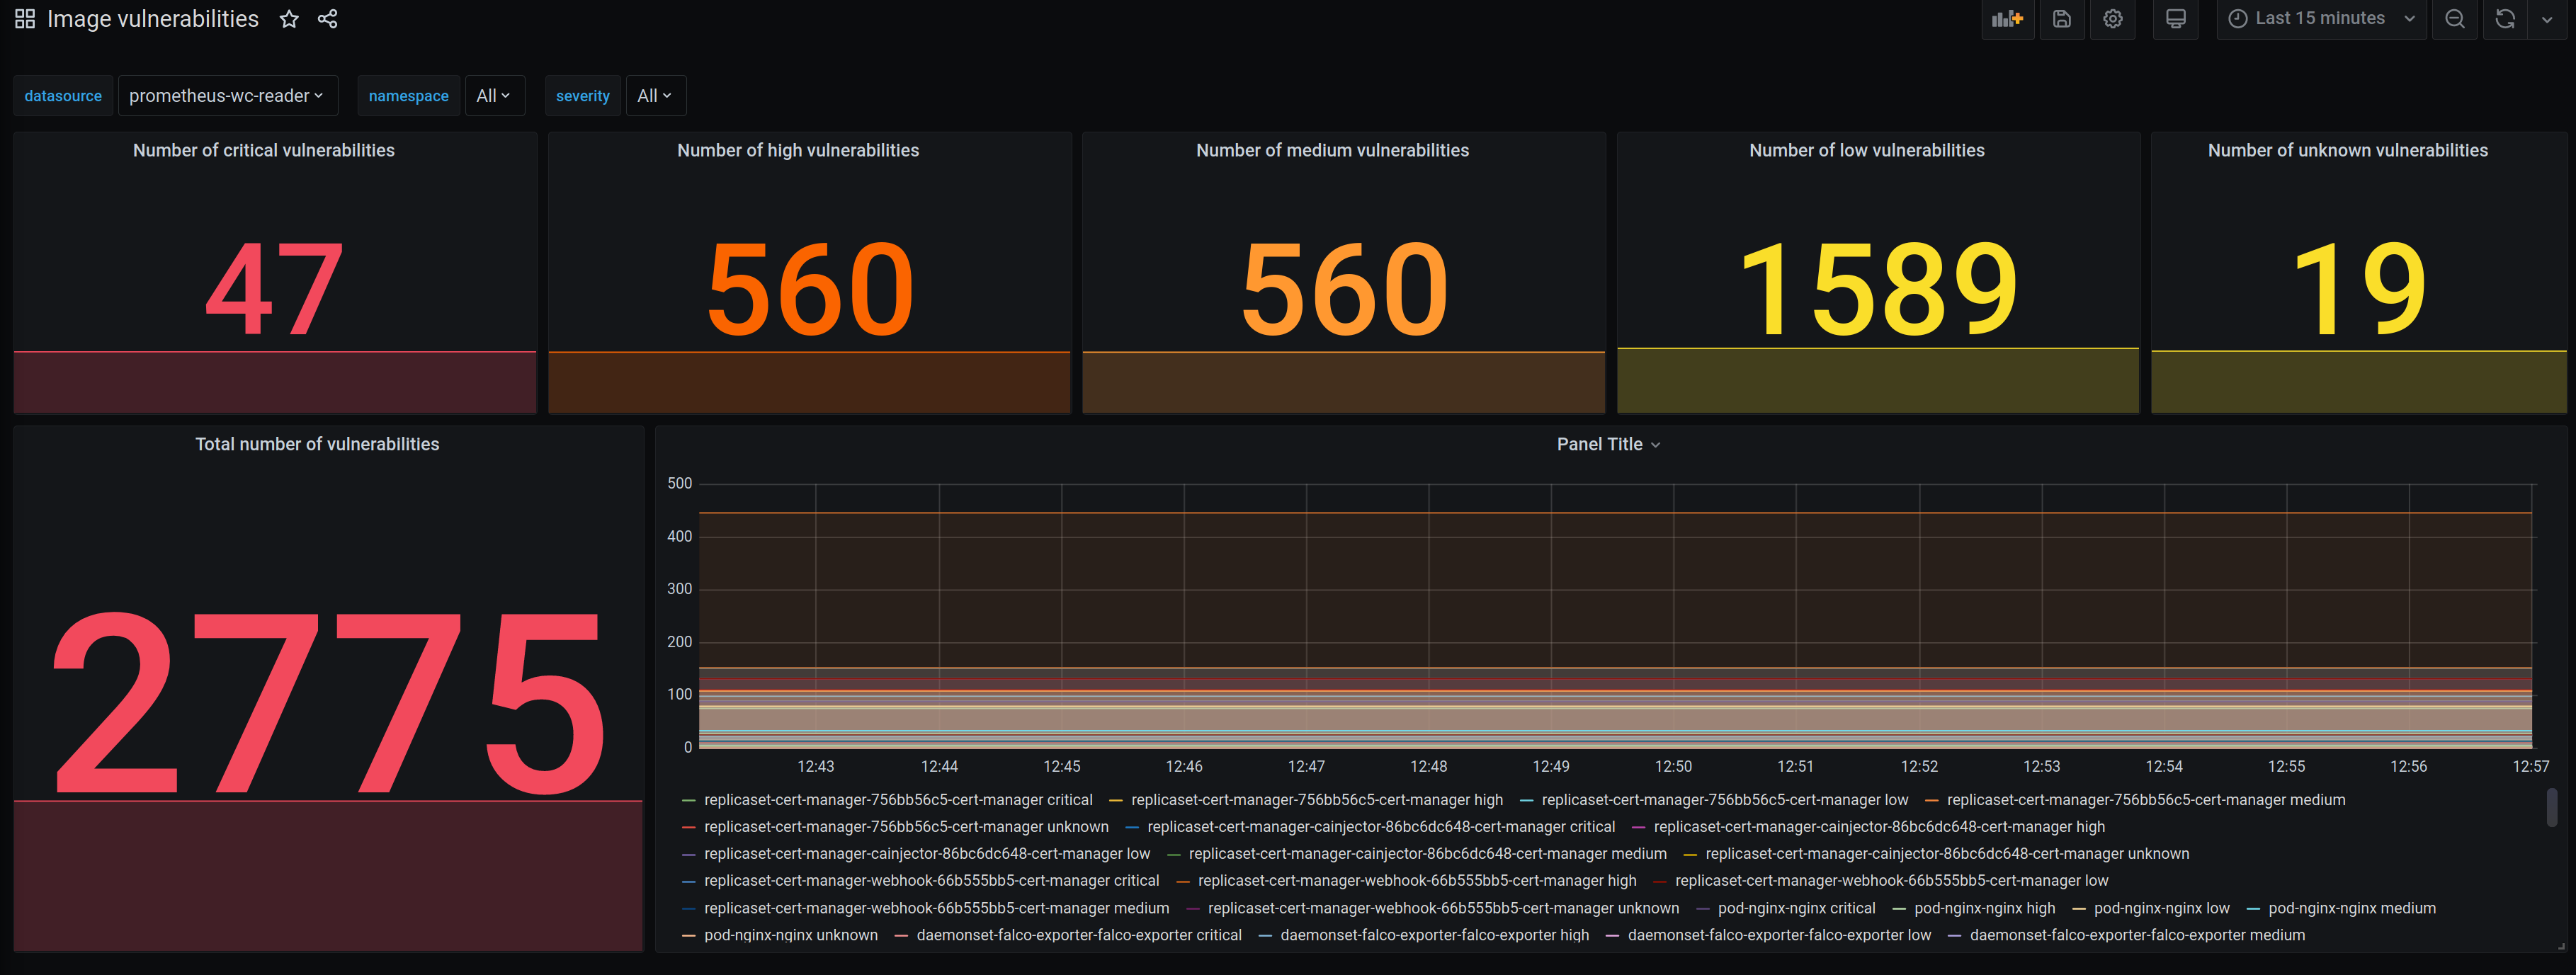 Image vulnerabilities
Last 15 minutes
datasource prometheus-wc-reader namespace All severity All
Number of critical vulnerabilities
47
Number of high vulnerabilities
560
Number of medium vulnerabilities
560
Number of low vulnerabilities
1589
Number of unknown vulnerabilities
19
Total number of vulnerabilities
2775
Panel Title
500
400
300
200
100
0
12:43 12:44 12:45 12:46 12:47 12:48 12:49 12:50 12:51 12:52 12:53 12:54 12:55 12:56 12:57
replicaset-cert-manager-756bb56c5-cert-manager critical replicaset-cert-manager-756bb56c5-cert-manager high replicaset-cert-manager-756bb56c5-cert-manager low replicaset-cert-manager-756bb56c5-cert-manager medium
replicaset-cert-manager-756bb56c5-cert-manager unknown replicaset-cert-manager-cainjector-86bc6dc648-cert-manager critical replicaset-cert-manager-cainjector-86bc6dc648-cert-manager high
replicaset-cert-manager-cainjector-86bc6dc648-cert-manager low replicaset-cert-manager-cainjector-86bc6dc648-cert-manager medium replicaset-cert-manager-cainjector-86bc6dc648-cert-manager unknown
replicaset-cert-manager-webhook-66b555bb5-cert-manager critical replicaset-cert-manager-webhook-66b555bb5-cert-manager high replicaset-cert-manager-webhook-66b555bb5-cert-manager low
replicaset-cert-manager-webhook-66b555bb5-cert-manager medium replicaset-cert-manager-webhook-66b555bb5-cert-manager unknown pod-nginx-nginx critical pod-nginx-nginx high pod-nginx-nginx low pod-nginx-nginx medium
pod-nginx-nginx unknown daemonset-falco-exporter-falco-exporter critical daemonset-falco-exporter-falco-exporter high daemonset-falco-exporter-falco-exporter low daemonset-falco-exporter-falco-exporter medium